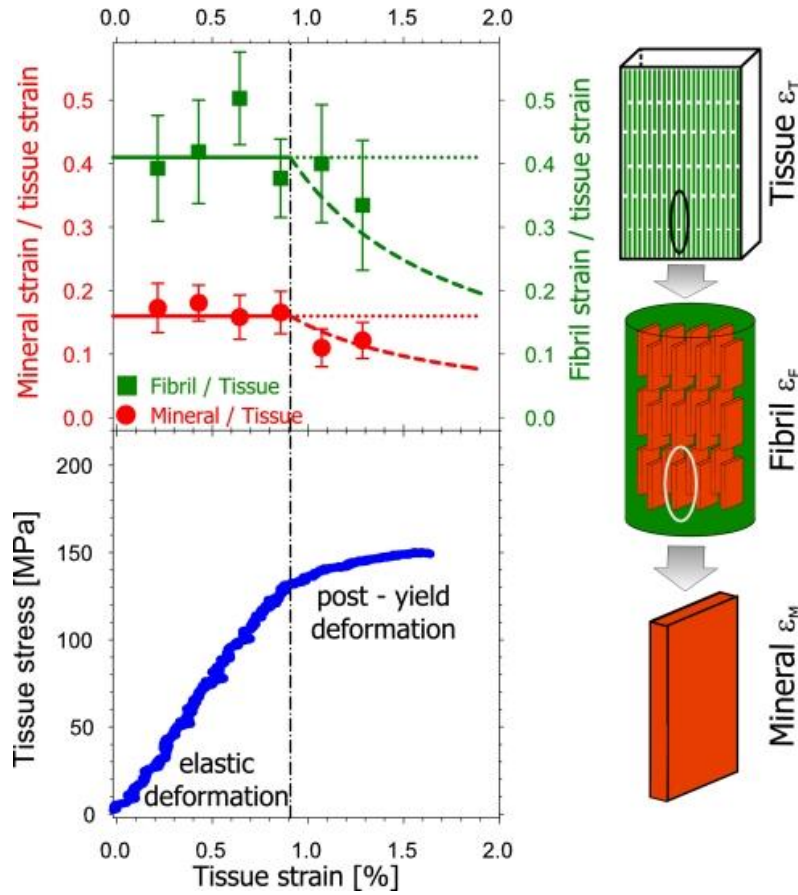 0.0 0.5 1.0 1.5 2.0
Mineral strain / tissue strain
0.5
0.4
0.3
0.2
0.1
0.0
Fibril / Tissue
Mineral / Tissue
0.5
0.4
0.3
0.2
0.1
0.0
Fibril strain / tissue strain
Tissue stress [MPa]
200
150
100
50
0
post - yield
deformation
elastic
deformation
0.0 0.5 1.0 1.5 2.0
Tissue strain [%]
Tissue ε_T
Fibril ε_F
Mineral ε_M